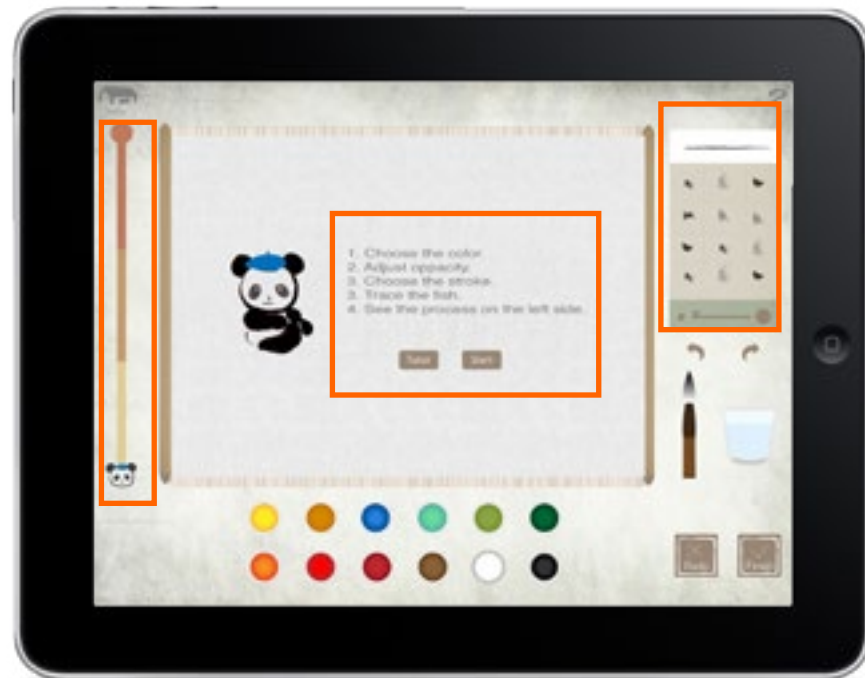 1. Choose the color.
2. Adjust oppacity.
3. Choose the stroke.
3. Trace the fish.
4. See the process on the left side.
Start